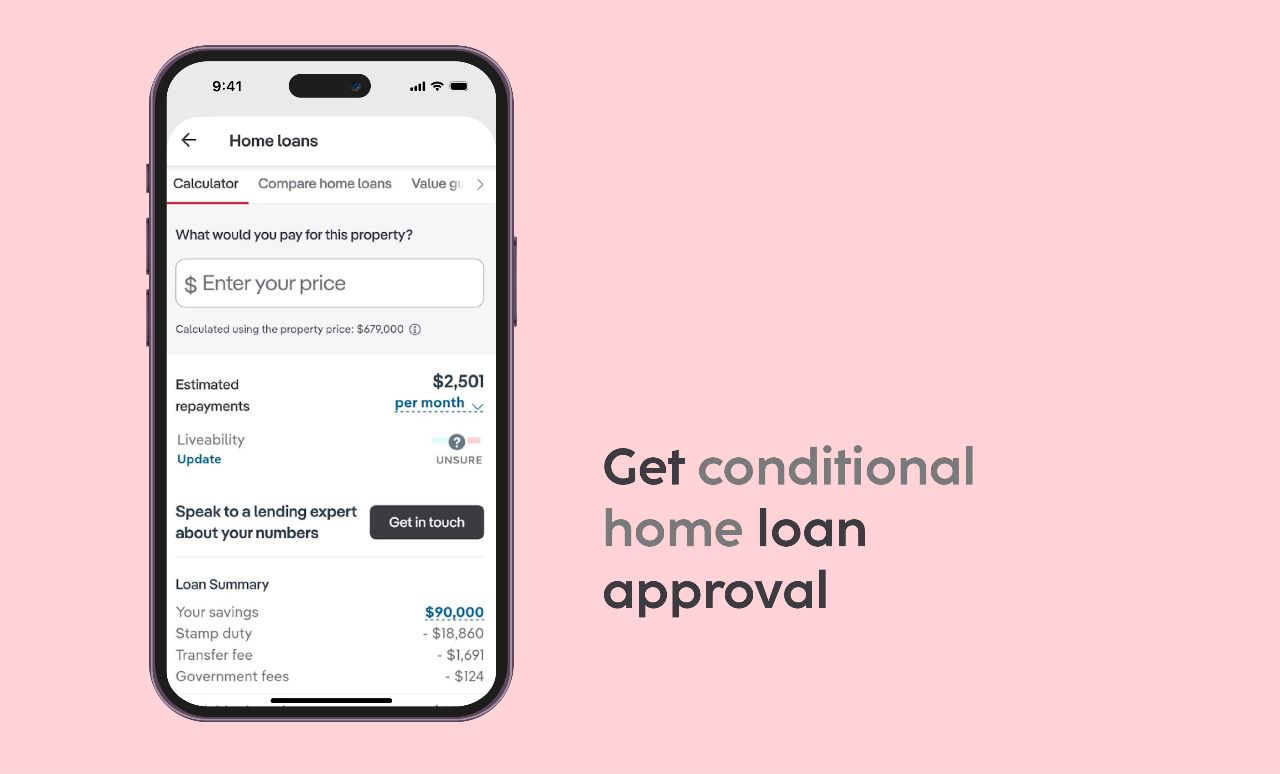 9:41
Home loans
Calculator Compare home loans Value
What would you pay for this property?
$ Enter your price
Calculated using the property price: $679,000
Estimated repayments
$2,501
per month
Liveability
Update
?
UNSURE
Speak to a lending expert
about your numbers
Get in touch
Loan Summary
Your savings $90,000
Stamp duty - $18,860
Transfer fee - $1,691
Government fees - $124
Get conditional
home loan
approval